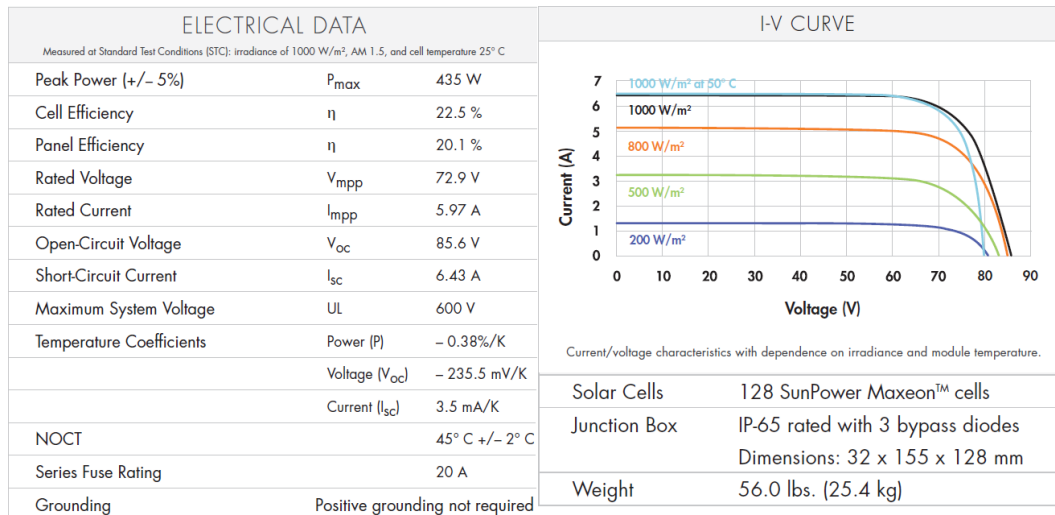 ELECTRICAL DATA
Measured at Standard Test Conditions (STC): irradiance of 1000 W/m², AM 1.5, and cell temperature 25° C
Peak Power (+/– 5%) Pmax 435 W
Cell Efficiency η 22.5 %
Panel Efficiency η 20.1 %
Rated Voltage Vmpp 72.9 V
Rated Current Impp 5.97 A
Open-Circuit Voltage Voc 85.6 V
Short-Circuit Current Isc 6.43 A
Maximum System Voltage UL 600 V
Temperature Coefficients Power (P) – 0.38%/K
Voltage (Voc) – 235.5 mV/K
Current (Isc) 3.5 mA/K
NOCT 45° C +/– 2° C
Series Fuse Rating 20 A
Grounding Positive grounding not required
I-V CURVE
7
6
5
4
3
2
1
0
Current (A)
1000 W/m² at 50° C
1000 W/m²
800 W/m²
500 W/m²
200 W/m²
0 10 20 30 40 50 60 70 80 90
Voltage (V)
Current/voltage characteristics with dependence on irradiance and module temperature.
Solar Cells 128 SunPower Maxeon™ cells
Junction Box IP-65 rated with 3 bypass diodes
Dimensions: 32 x 155 x 128 mm
Weight 56.0 lbs. (25.4 kg)